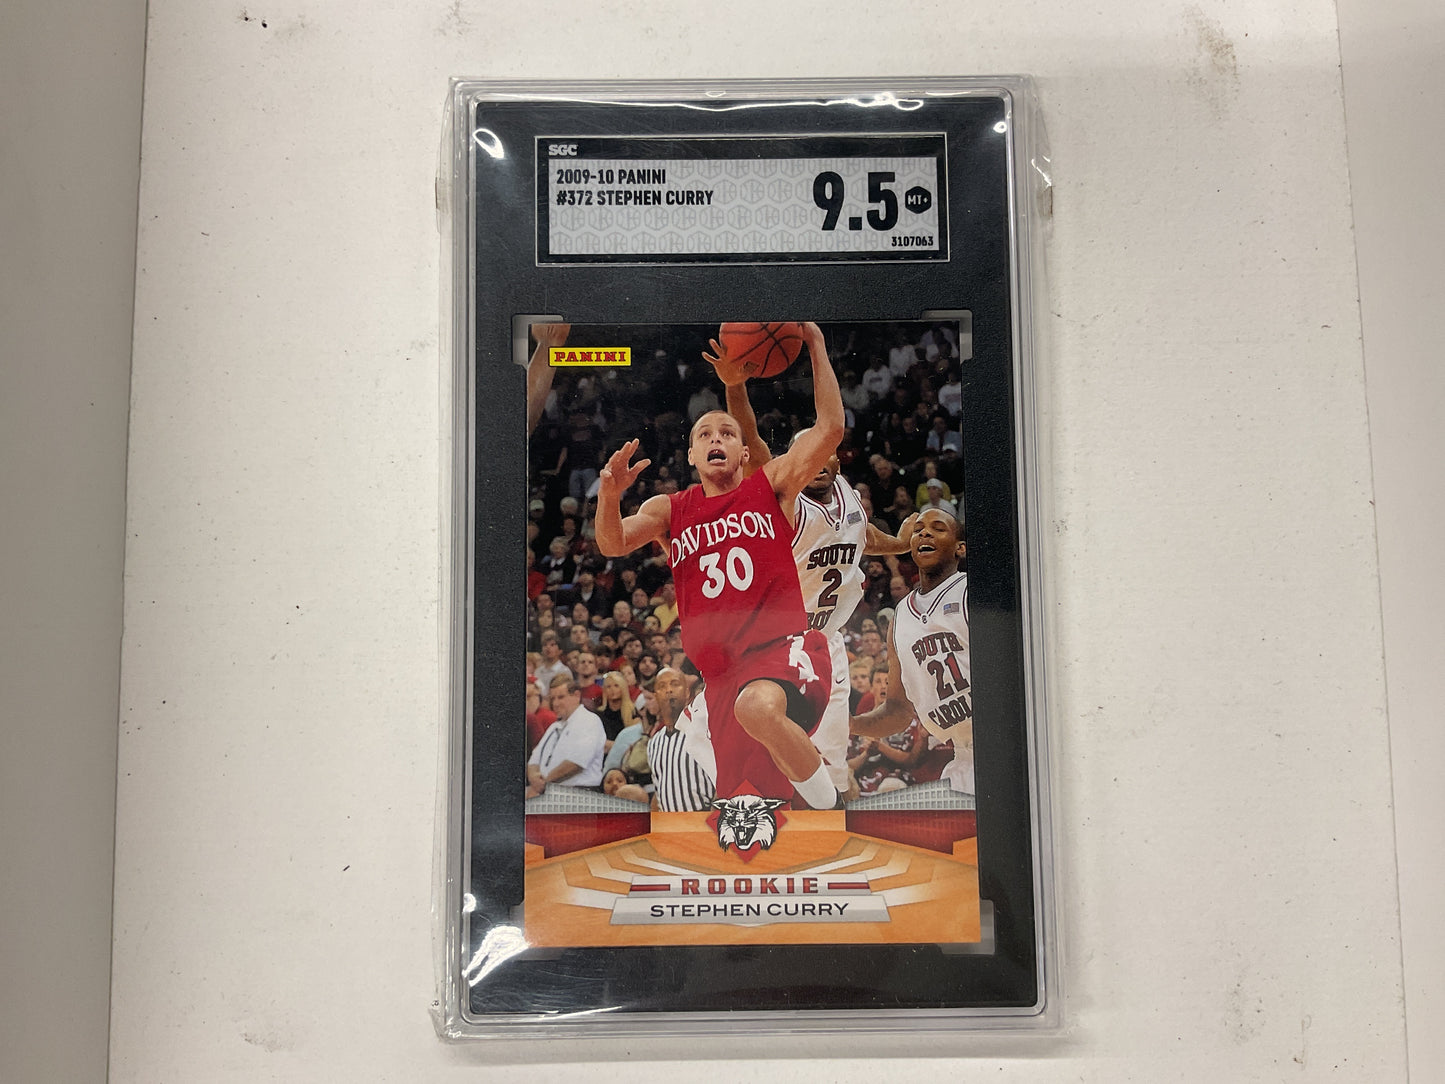 SGC
2009-10 PANINI
#372 STEPHEN CURRY
9.5 MT+
3107063
PANINI
DAVIDSON
30
SOUTH
2
SOUTH
21
ROOKIE
STEPHEN CURRY